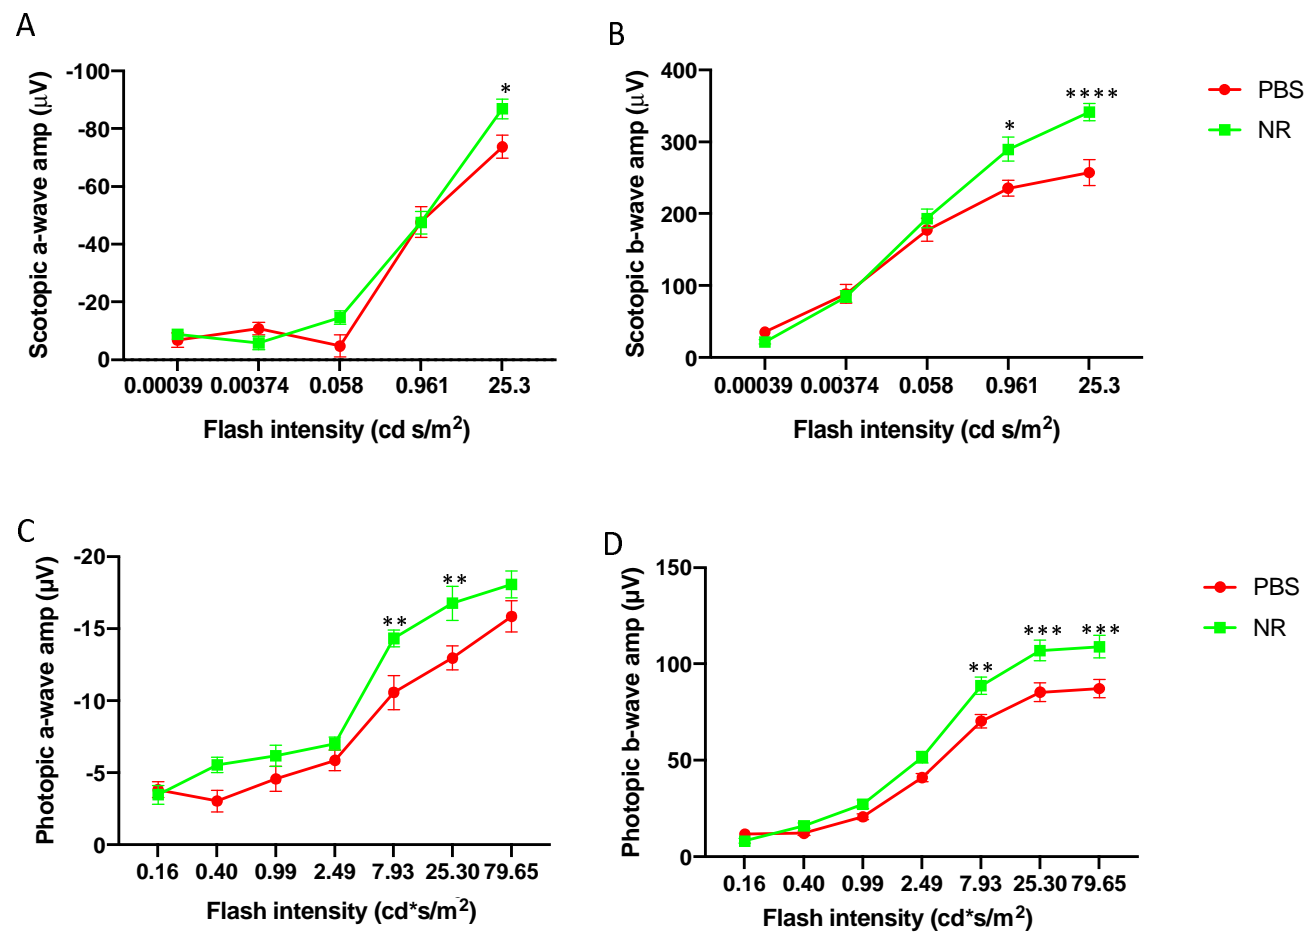 A
Scotopic a-wave amp (μV)
-100
-80
-60
-40
-20
0
*
0.00039 0.00374 0.058 0.961 25.3
Flash intensity (cd s/m²)
B
Scotopic b-wave amp (μV)
400
300
200
100
0
*
****
0.00039 0.00374 0.058 0.961 25.3
Flash intensity (cd s/m²)
PBS
NR
C
Photopic a-wave amp (μV)
-20
-15
-10
-5
0
**
**
0.16 0.40 0.99 2.49 7.93 25.30 79.65
Flash intensity (cd*s/m²)
D
Photopic b-wave amp (μV)
150
100
50
0
**
***
***
0.16 0.40 0.99 2.49 7.93 25.30 79.65
Flash intensity (cd*s/m²)
PBS
NR